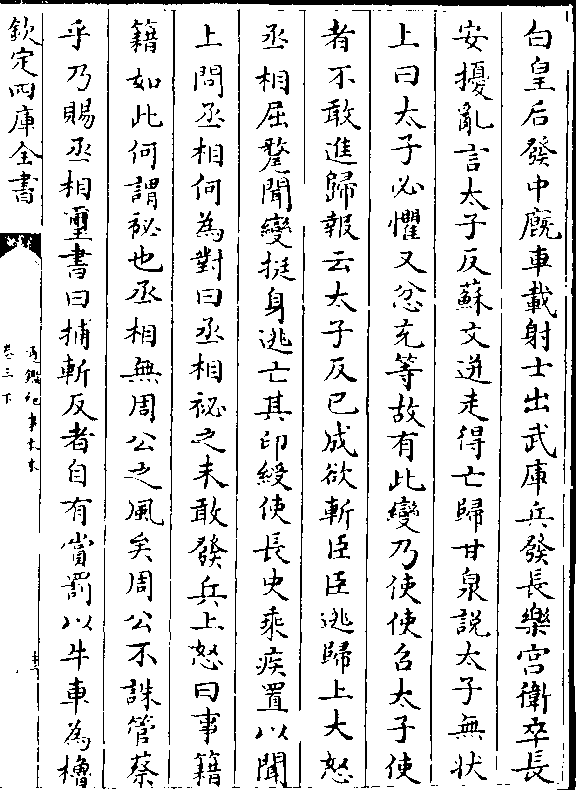 白皇后發中廐車載射士出武庫兵發長樂宫衛卒長
安擾亂言太子反蘇文迸走得亡歸甘泉說太子無狀
上曰太子必懼又忿充等故有此變乃使使召太子使
者不敢進歸報云太子反已成欲斬臣臣逃歸上大怒
丞相屈氂聞變挺身逃亡其印綬使長史乘疾置以聞
上問丞相何為對曰丞相祕之未敢發兵上怒曰事籍
籍如此何謂祕也丞相無周公之風矣周公不誅管蔡
乎乃賜丞相璽書曰捕斬反者自有賞罰以牛車為櫓
欽定四庫全書
通鑑紀事本末
卷三下